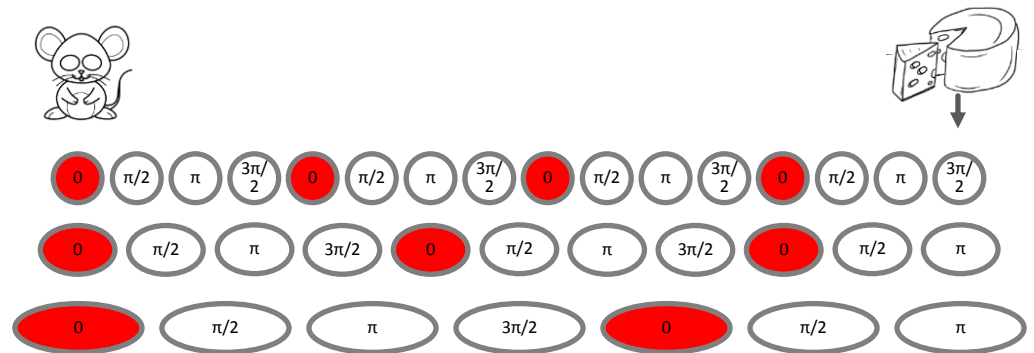 0 π/2 π 3π/2 0 π/2 π 3π/2 0 π/2 π 3π/2 0 π/2 π 3π/2
0 π/2 π 3π/2 0 π/2 π 3π/2 0 π/2 π
0 π/2 π 3π/2 0 π/2 π